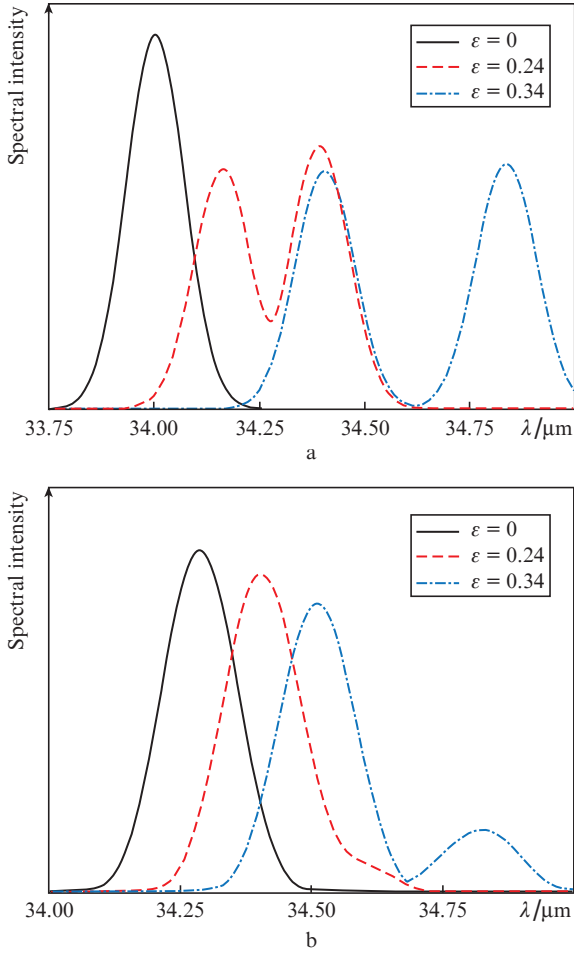 Spectral intensity
ε = 0
ε = 0.24
ε = 0.34
33.75 34.00 34.25 34.50 34.75 λ/μm
a
Spectral intensity
ε = 0
ε = 0.24
ε = 0.34
34.00 34.25 34.50 34.75 λ/μm
b